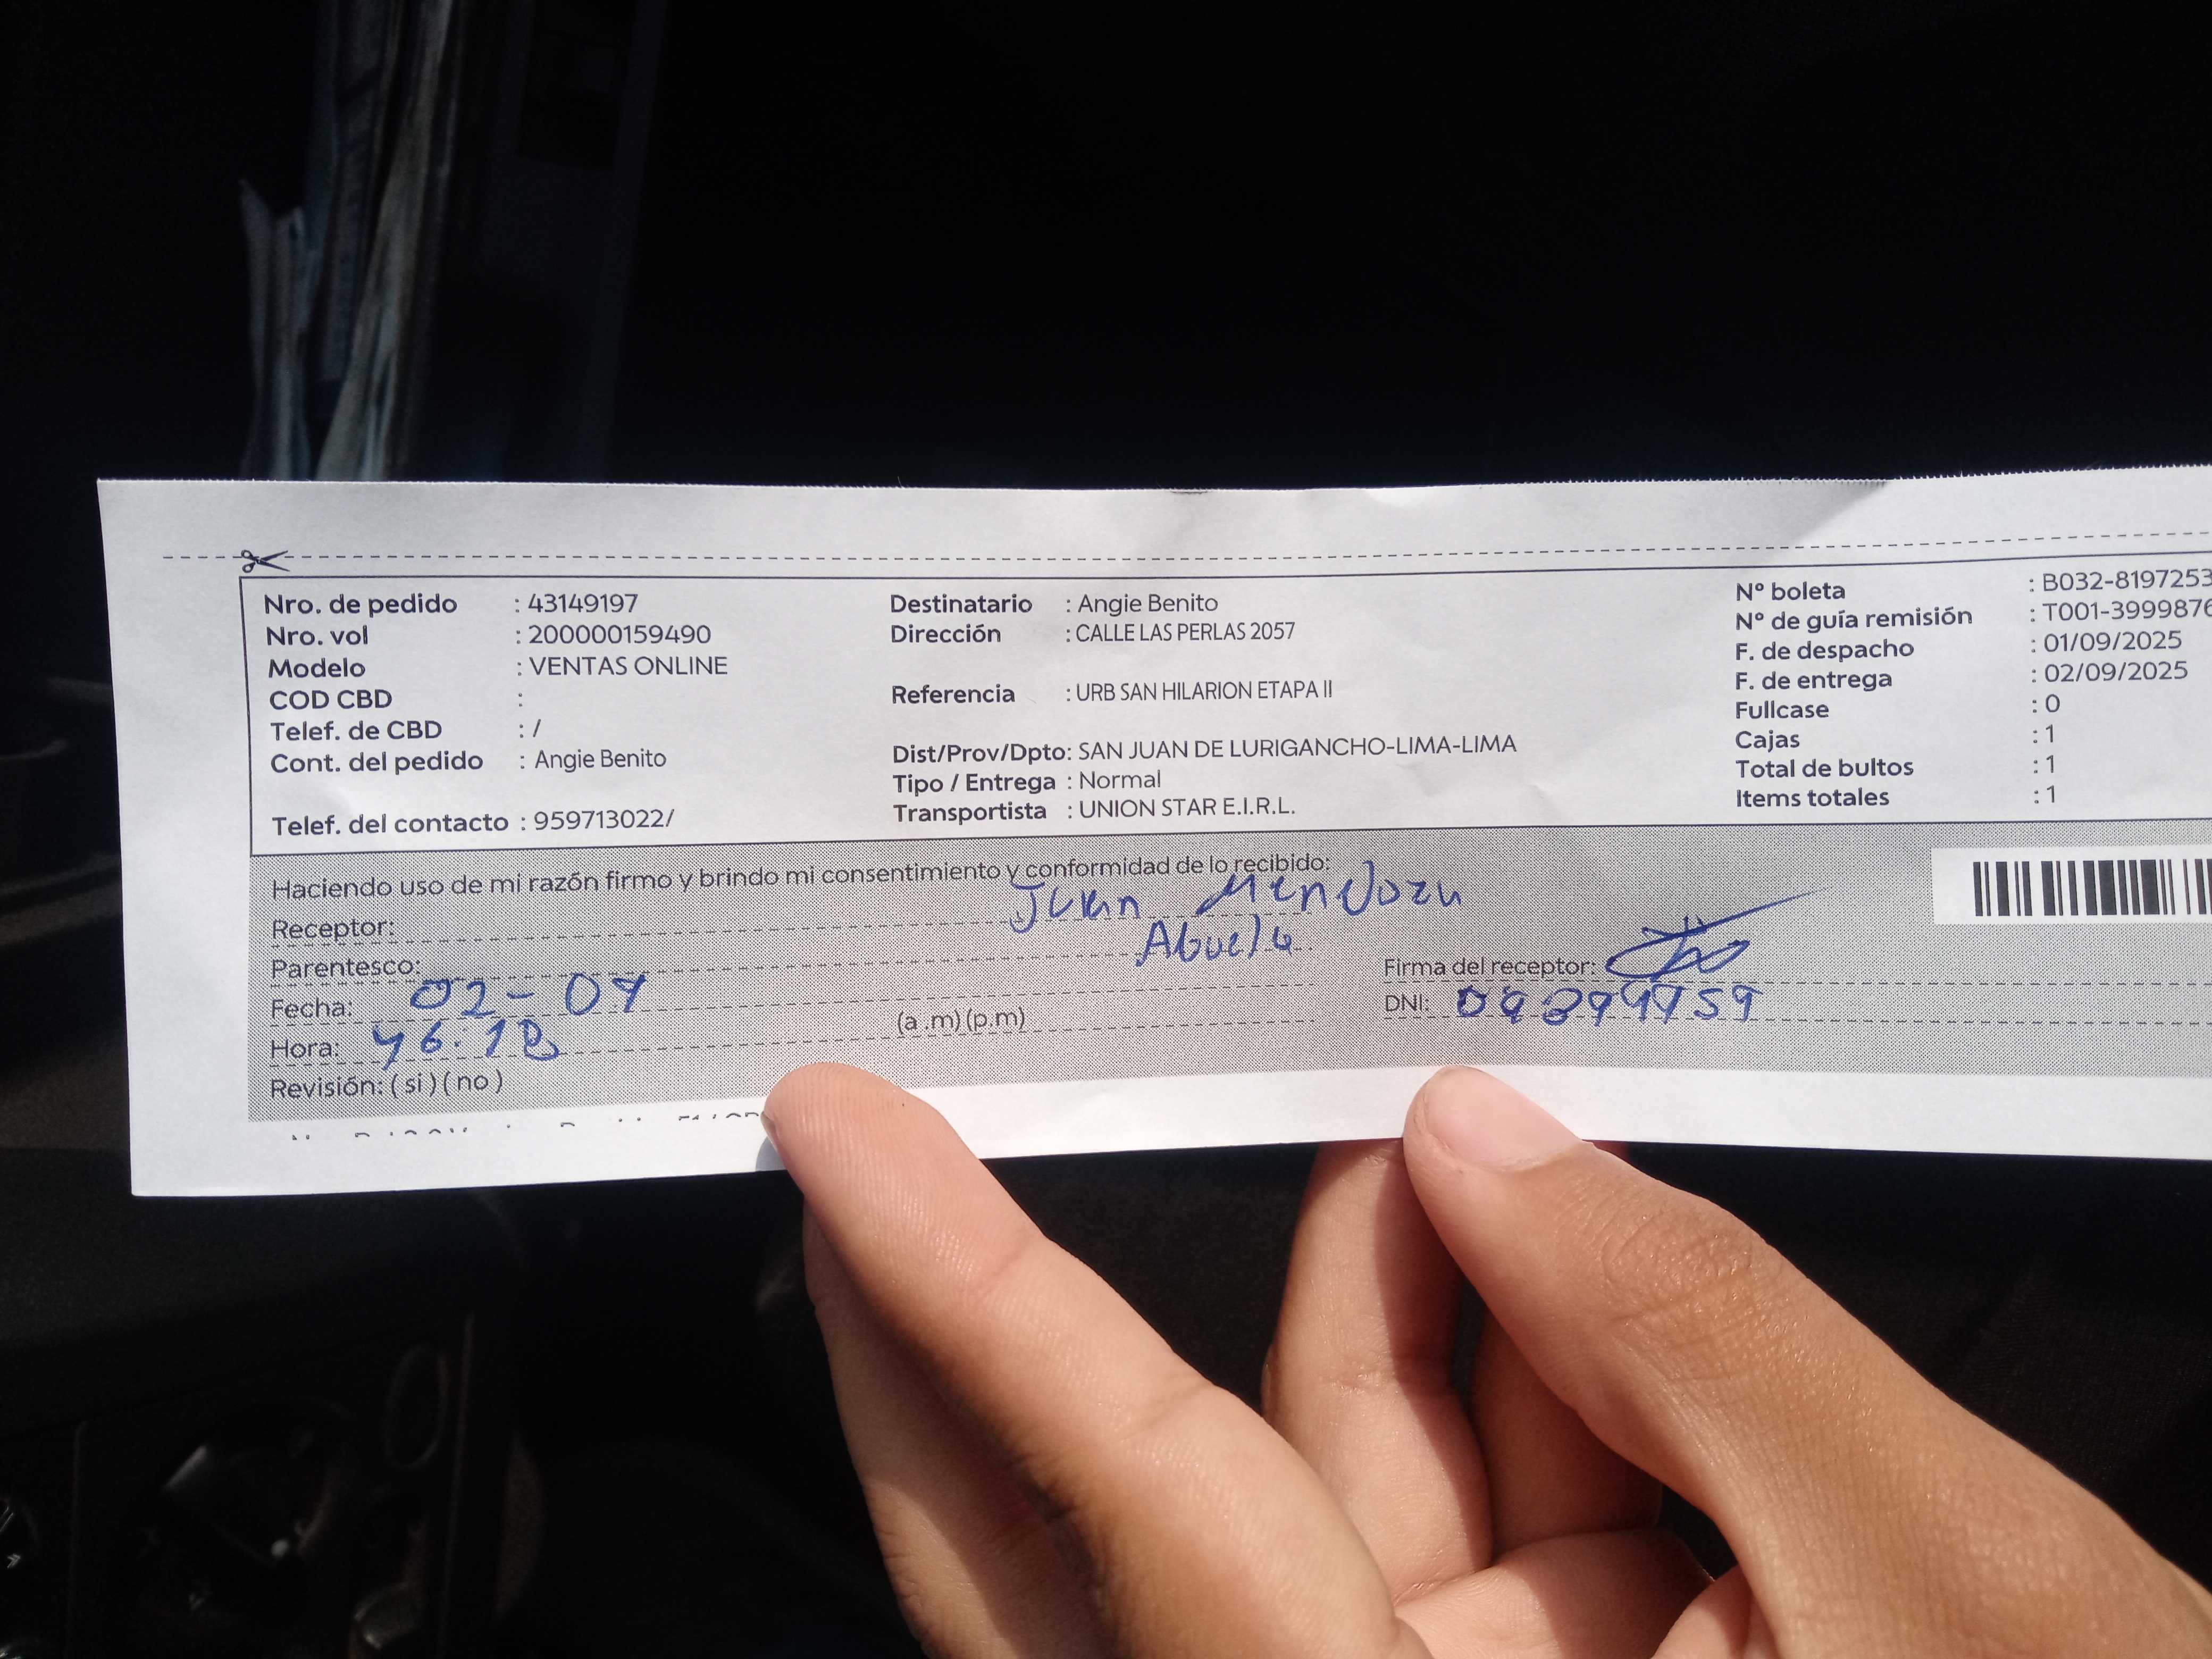 Nro. de pedido : 43149197
Nro. vol : 200000159490
Modelo : VENTAS ONLINE
COD CBD :
Telef. de CBD : /
Cont. del pedido : Angie Benito
Telef. del contacto : 959713022/
Destinatario : Angie Benito
Dirección : CALLE LAS PERLAS 2057
Referencia : URB SAN HILARION ETAPA II
Dist/Prov/Dpto: SAN JUAN DE LURIGANCHO-LIMA-LIMA
Tipo / Entrega : Normal
Transportista : UNION STAR E.I.R.L.
Nº boleta : B032-8197253
Nº de guía remisión : T001-3999876
F. de despacho : 01/09/2025
F. de entrega : 02/09/2025
Fullcase : 0
Cajas : 1
Total de bultos : 1
Items totales : 1
Haciendo uso de mi razón firmo y brindo mi consentimiento y conformidad de lo recibido:
Receptor: Juan Mendoza
Parentesco: Abuelo
Fecha: 02-09
Hora: (a .m) (p.m)
Revisión: ( si ) ( no )
Firma del receptor:
DNI: